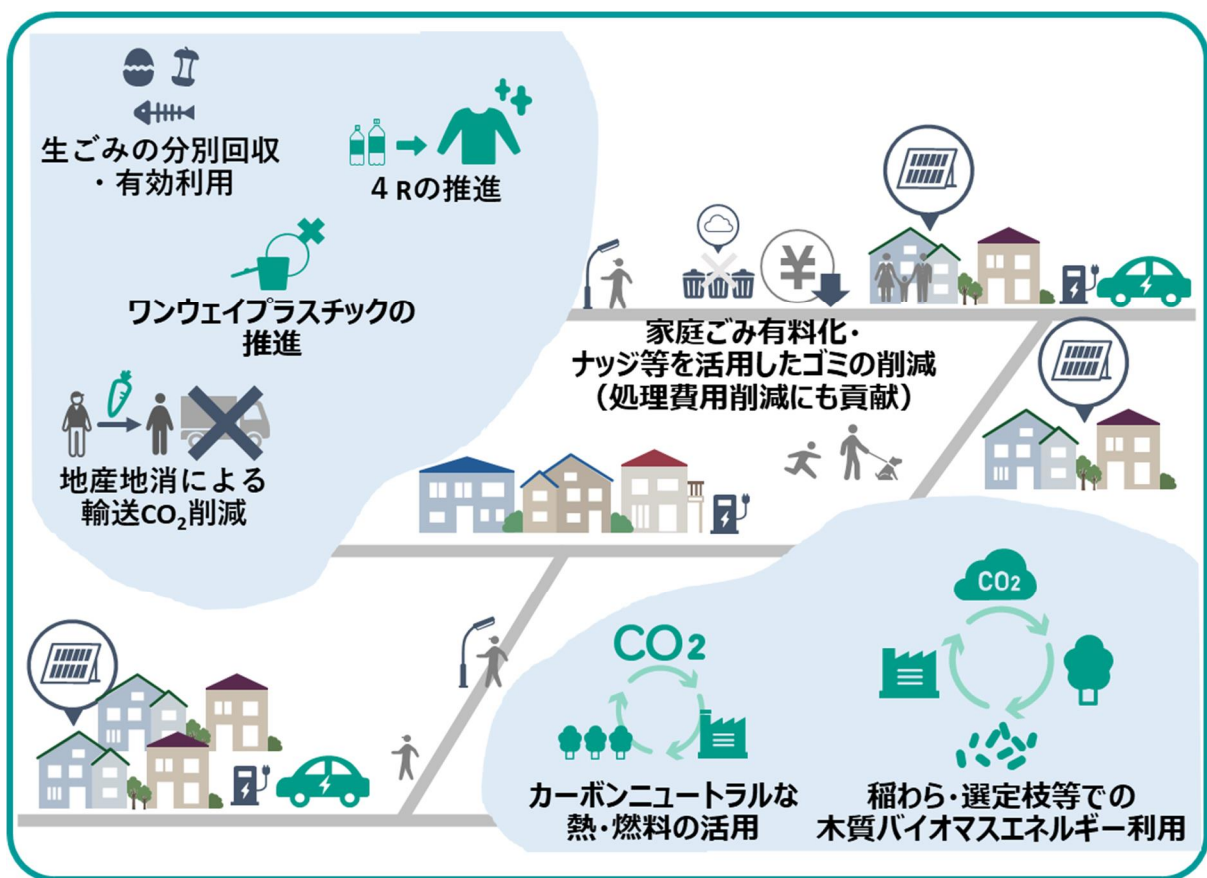 生ごみの分別回収
・有効利用
４Rの推進
ワンウェイプラスチックの
推進
地産地消による
輸送CO₂削減
¥
家庭ごみ有料化・
ナッジ等を活用したゴミの削減
（処理費用削減にも貢献）
CO2
カーボンニュートラルな
熱・燃料の活用
CO2
稲わら・選定枝等での
木質バイオマスエネルギー利用